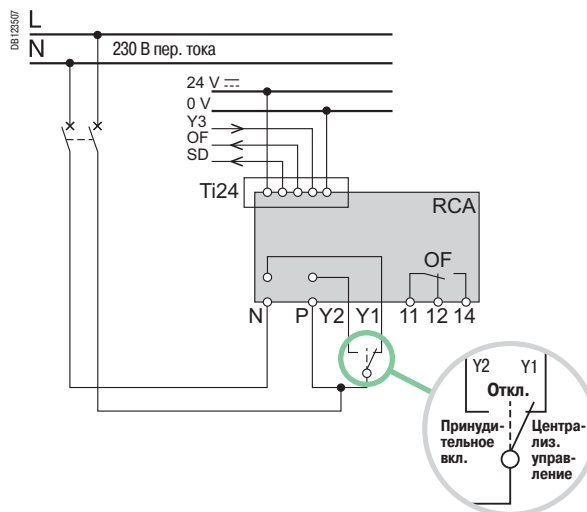 DB123507
L
N
230 В пер. тока
24 V
0 V
Y3
OF
SD
Ti24
RCA
OF
N P Y2 Y1 11 12 14
Y2 Y1
Откл.
Принуди-
тельное
вкл.
Центра-
лиз.
управ-
ление